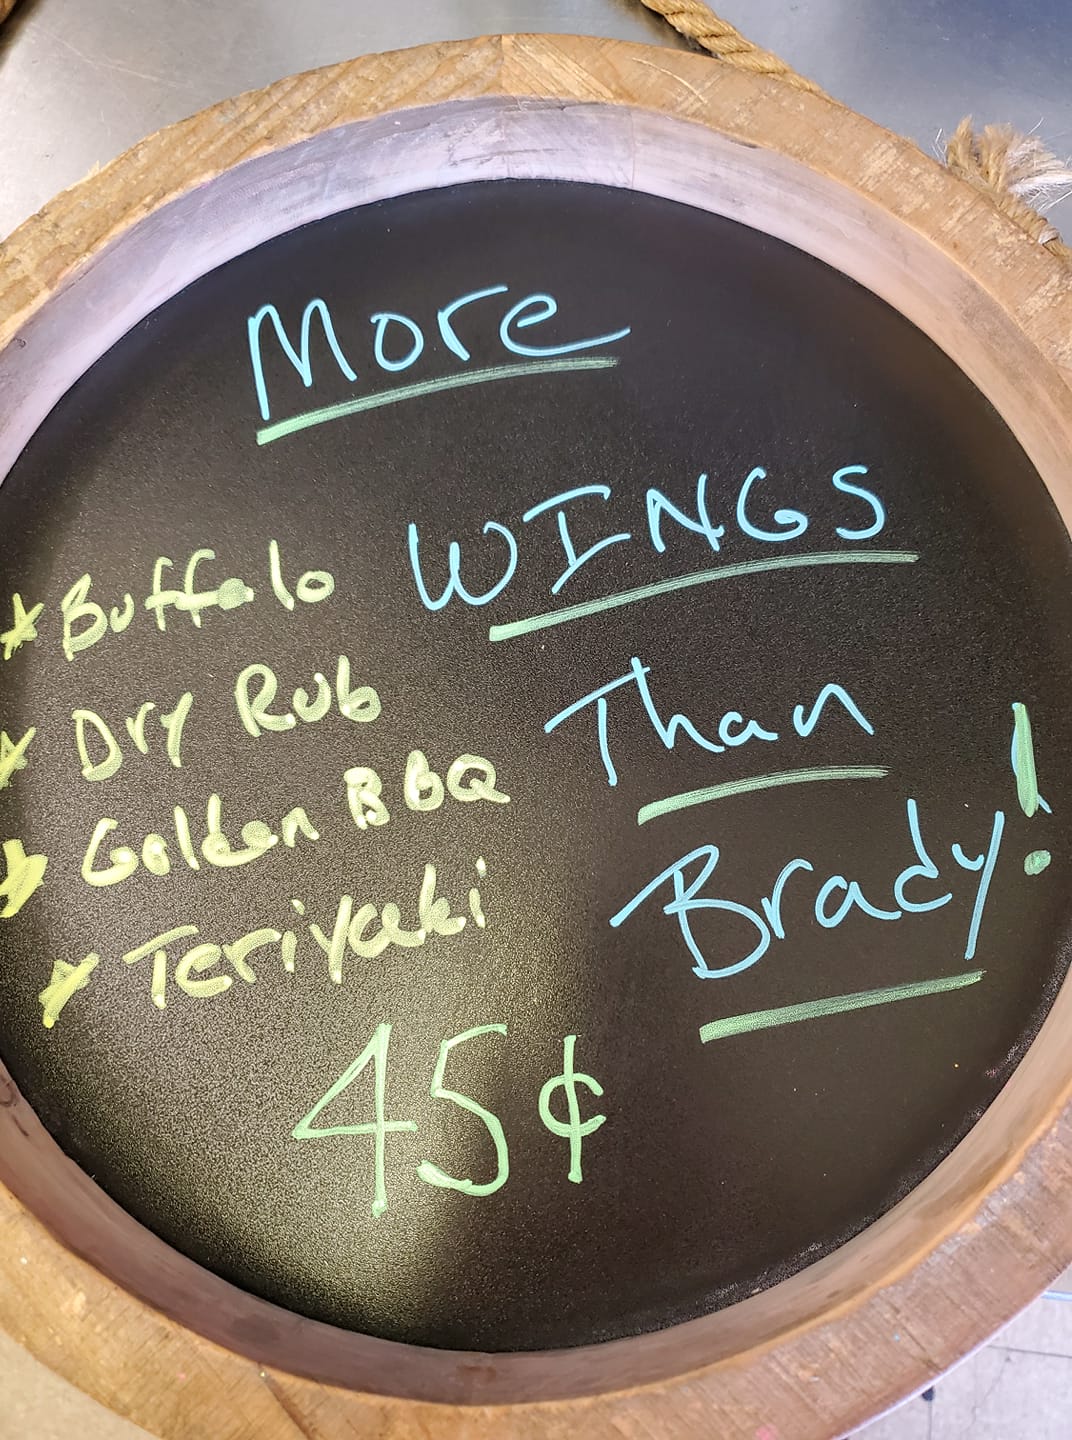 More
WINGS
Than
Brady!
* Buffalo
* Dry Rub
* Golden BBQ
* Teriyaki
45¢